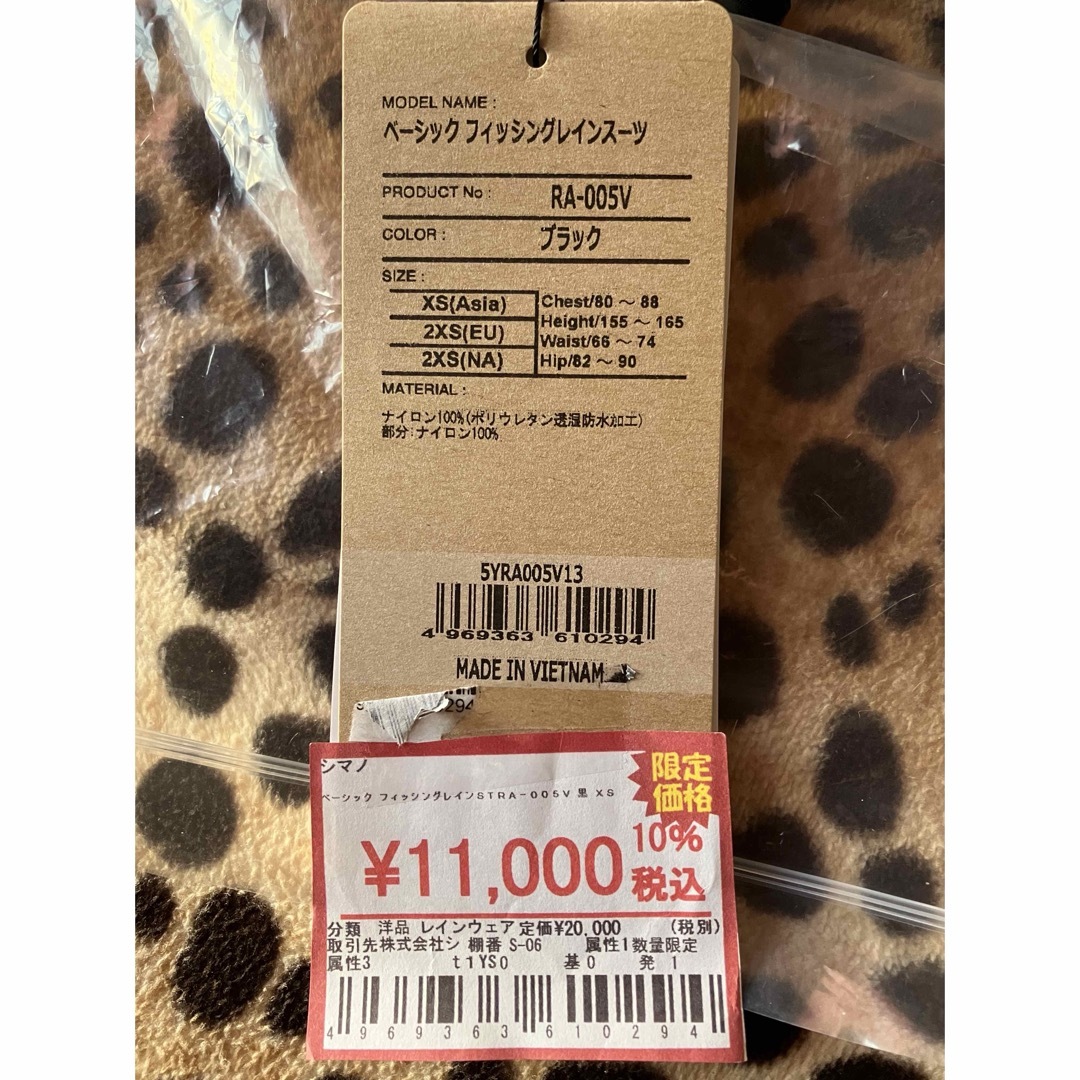 MODEL NAME :
ベーシック フィッシングレインスーツ
PRODUCT No : RA-005V
COLOR : ブラック
SIZE :
XS(Asia)
2XS(EU)
2XS(NA)
Chest/80 ～ 88
Height/155 ～ 165
Waist/66 ～ 74
Hip/82 ～ 90
MATERIAL :
ナイロン100%(ポリウレタン透湿防水加工)
部分:ナイロン100%
5YRA005V13
4 969363 610294
MADE IN VIETNAM
294
シマノ
限定
価格
ベーシック フィッシングレインSTRA-005V 黒 XS
¥11,000
10%
税込
分類 洋品 レインウェア 定価¥20,000 (税別)
取引先株式会社シ 棚番 S-06 属性1数量限定
属性3 t1YS0 基0 発 1
4969363610294